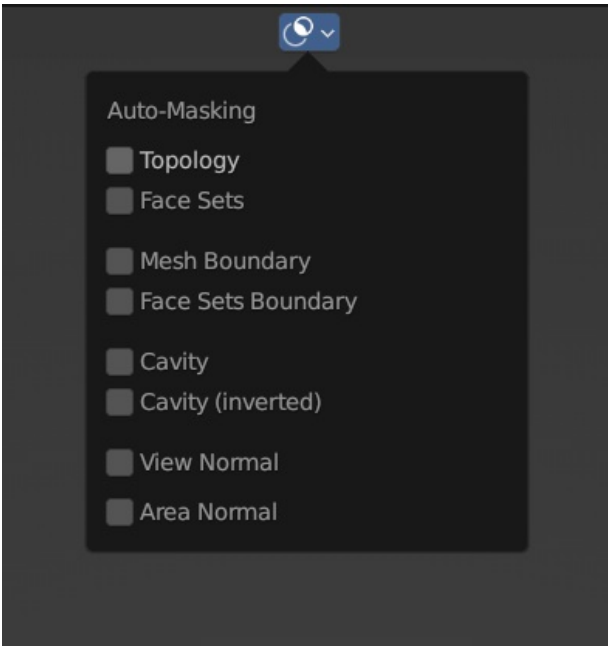 Auto-Masking
Topology
Face Sets
Mesh Boundary
Face Sets Boundary
Cavity
Cavity (inverted)
View Normal
Area Normal